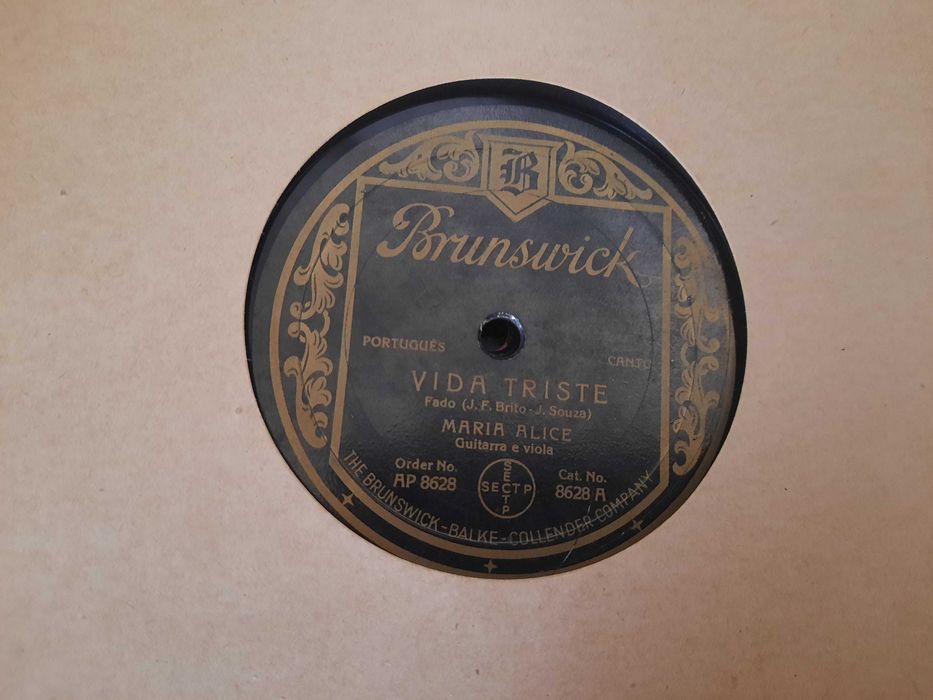 B
Brunswick
PORTUGUÊS
CANTO
VIDA TRISTE
Fado (J. F. Brito - J. Souza)
MARIA ALICE
Guitarra e viola
Order No.
AP 8628
SECTP
SECTP
Cat. No.
8628 A
THE BRUNSWICK-BALKE-COLLENDER COMPANY